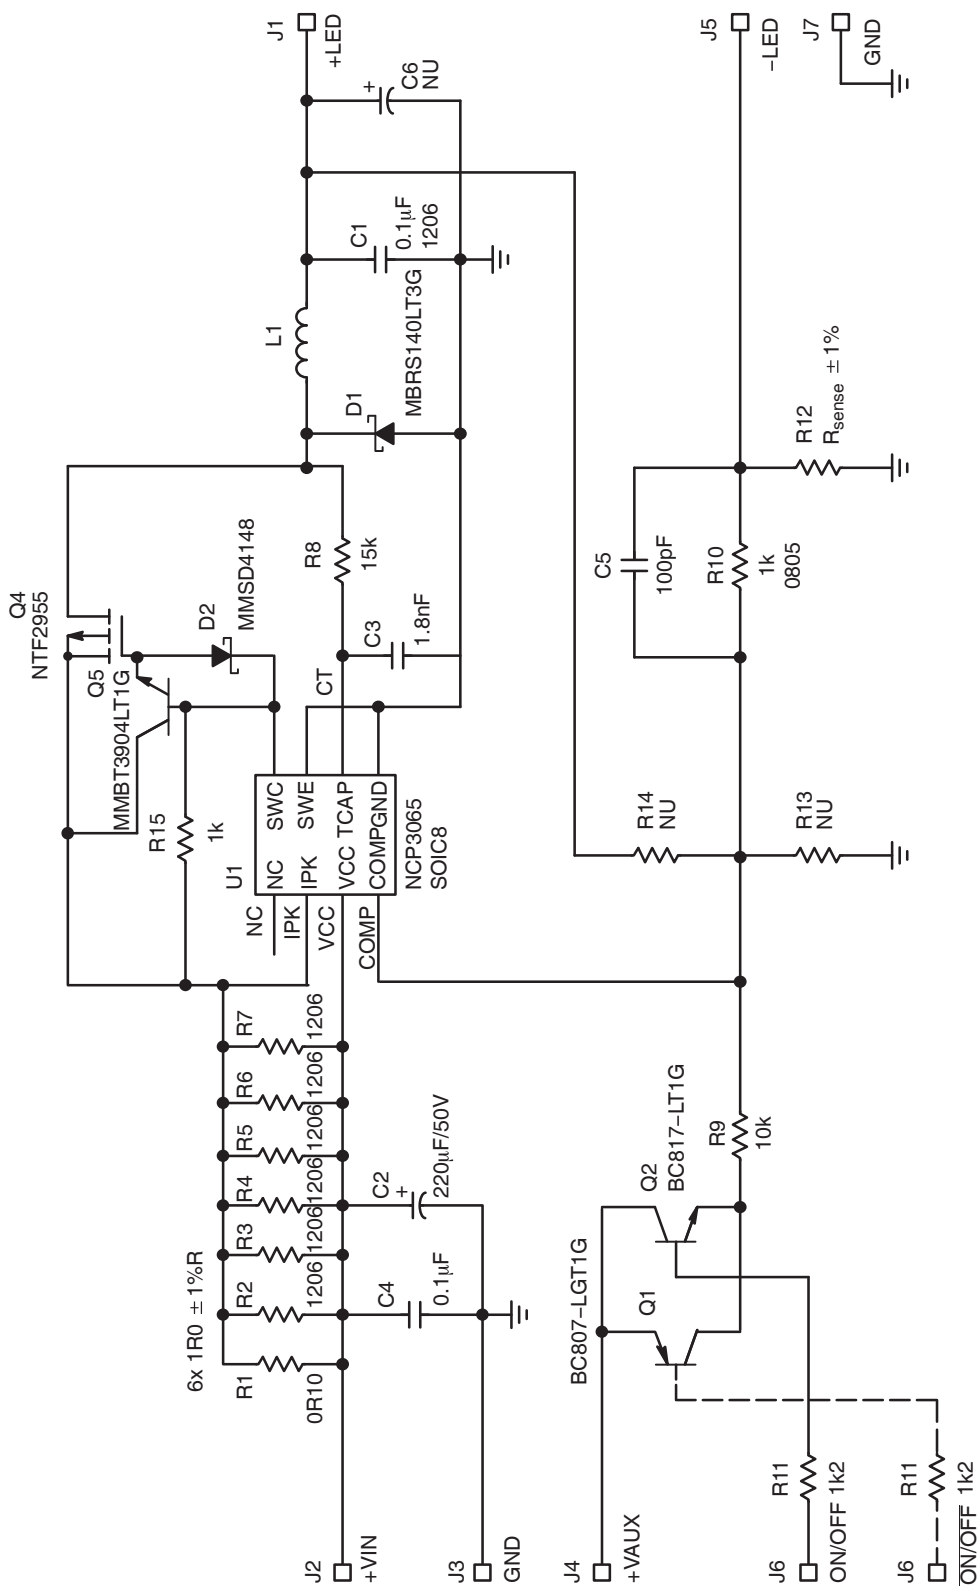 J2
+VIN
J3
GND
6x 1R0 ±1%R
R1
0R10
R2
1206
R3
1206
R4
1206
R5
1206
R6
1206
R7
1206
C4
0.1µF
C2
+
220µF/50V
Q4
NTF2955
Q5
MMBT3904LT1G
R15
1k
D2
MMSD4148
U1
NC
IPK
VCC
COMP
NC
SWC
IPK
SWE
VCC
TCAP
COMP
GND
NCP3065
SOIC8
CT
R8
15k
C3
1.8nF
D1
MBRS140LT3G
L1
C1
0.1µF
1206
+
C6
NU
J1
+LED
J4
+VAUX
BC807-LGT1G
Q1
Q2
BC817-LT1G
R9
10k
R14
NU
R13
NU
C5
100pF
R10
1k
0805
R12
Rsense ±1%
J5
-LED
J7
GND
J6
ON/OFF
R11
1k2
J6
ON/OFF
R11
1k2